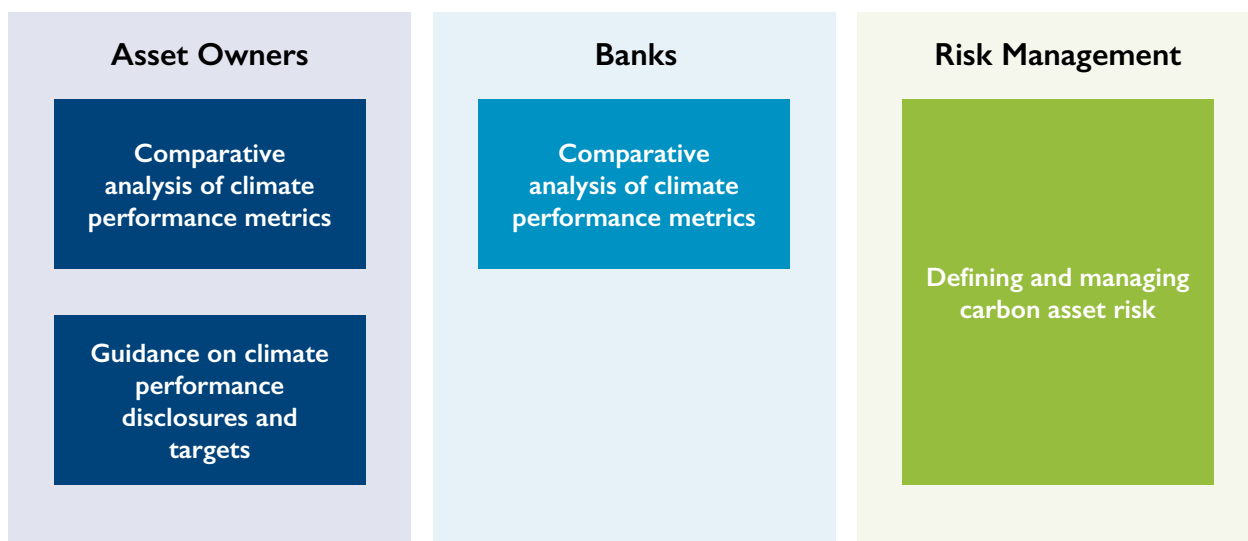 Asset Owners
Comparative
analysis of climate
performance metrics
Guidance on climate
performance
disclosures and
targets
Banks
Comparative
analysis of climate
performance metrics
Risk Management
Defining and managing
carbon asset risk